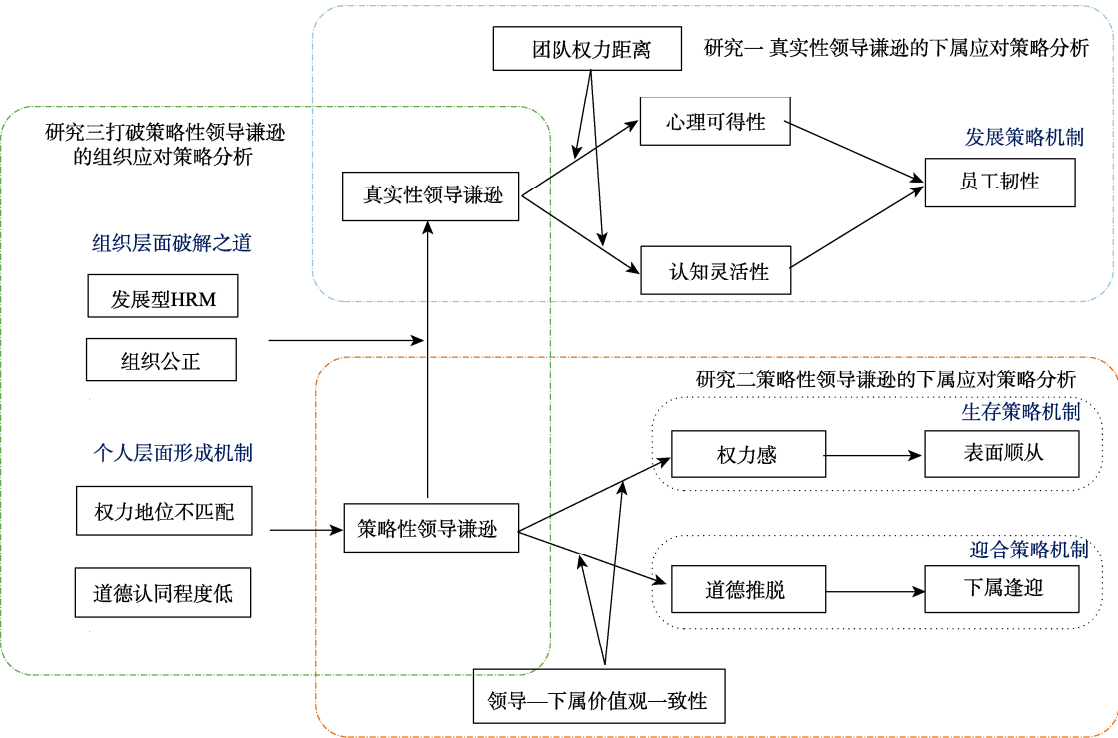 团队权力距离
研究一 真实性领导谦逊的下属应对策略分析
心理可得性
发展策略机制
真实性领导谦逊
员工韧性
认知灵活性
研究三打破策略性领导谦逊
的组织应对策略分析
组织层面破解之道
发展型HRM
组织公正
个人层面形成机制
权力地位不匹配
道德认同程度低
研究二策略性领导谦逊的下属应对策略分析
生存策略机制
权力感
表面顺从
策略性领导谦逊
迎合策略机制
道德推脱
下属逢迎
领导—下属价值观一致性